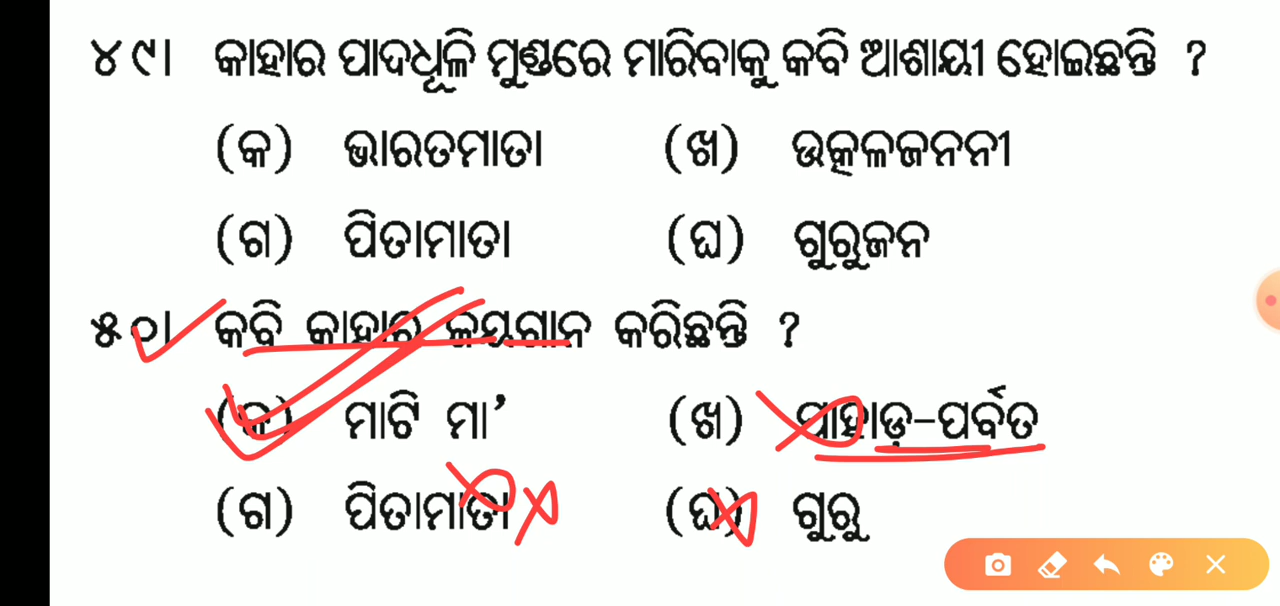 ୪୯। କାହାର ପାଦଧୂଳି ମୁଣ୍ଡରେ ମାରିବାକୁ କବି ଆଶାୟୀ ହୋଇଛନ୍ତି ?
(କ) ଭାରତମାତା (ଖ) ଉତ୍କଳଜନନୀ
(ଗ) ପିତାମାତା (ଘ) ଗୁରୁଜନ
୫୦। କବି କାହାର ଜୟଗାନ କରିଛନ୍ତି ?
(କ) ମାଟି ମା’ (ଖ) ପାହାଡ଼-ପର୍ବତ
(ଗ) ପିତାମାତା (ଘ) ଗୁରୁ